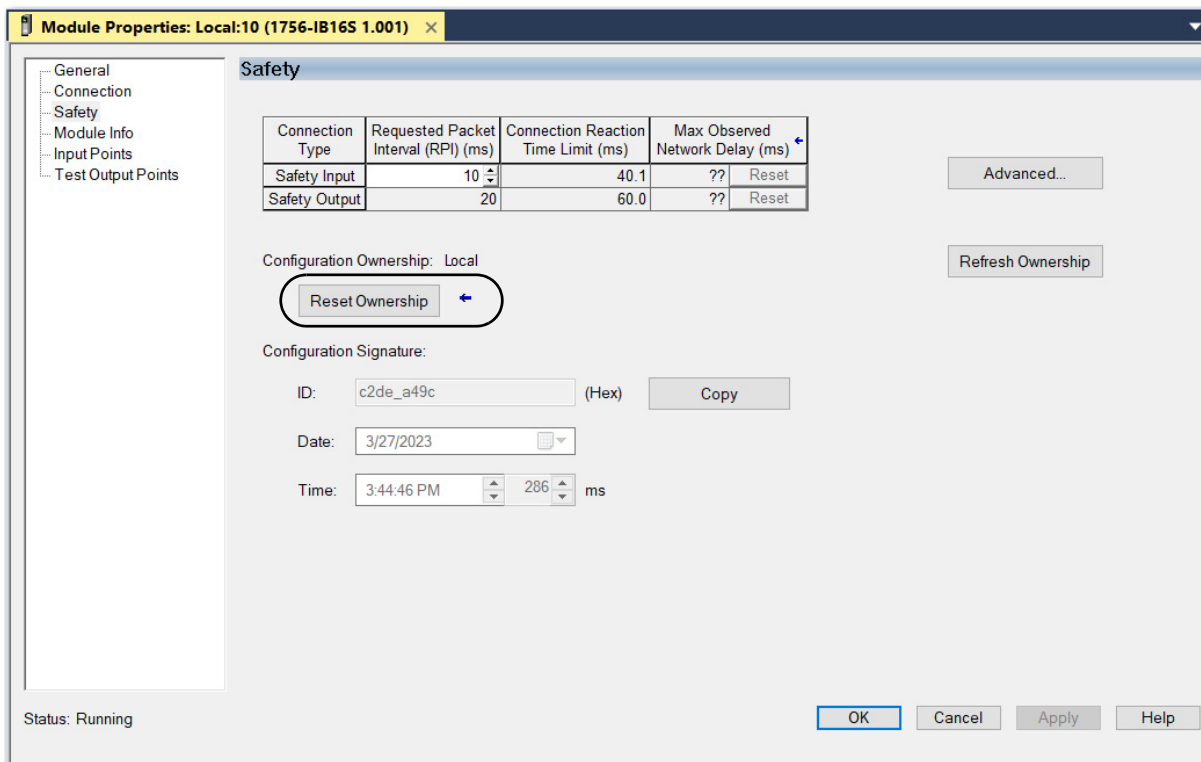 Module Properties: Local:10 (1756-IB16S 1.001)
General
Connection
Safety
Module Info
Input Points
Test Output Points
Safety
Connection Type Requested Packet Interval (RPI) (ms) Connection Reaction Time Limit (ms) Max Observed Network Delay (ms)
Safety Input 10 40.1 ?? Reset
Safety Output 20 60.0 ?? Reset
Advanced...
Configuration Ownership: Local
Refresh Ownership
Reset Ownership
Configuration Signature:
ID: c2de_a49c (Hex) Copy
Date: 3/27/2023
Time: 3:44:46 PM 286 ms
Status: Running
OK Cancel Apply Help